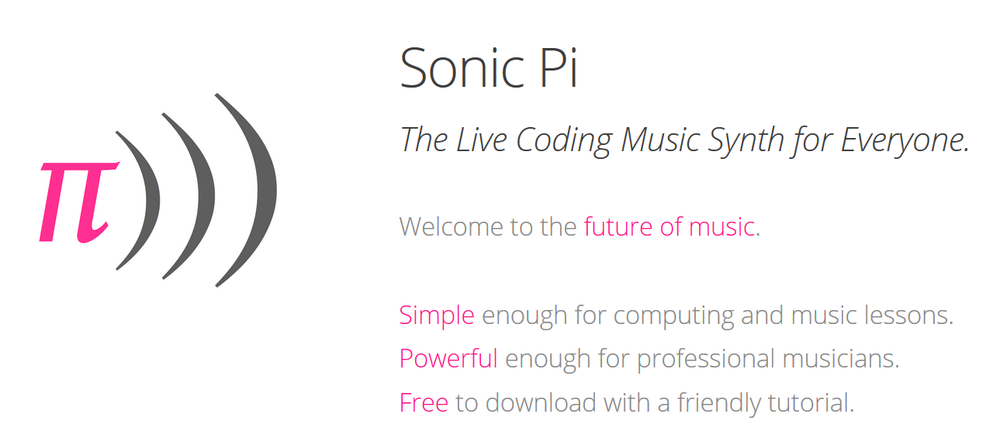 π)))
Sonic Pi
The Live Coding Music Synth for Everyone.
Welcome to the future of music.
Simple enough for computing and music lessons.
Powerful enough for professional musicians.
Free to download with a friendly tutorial.